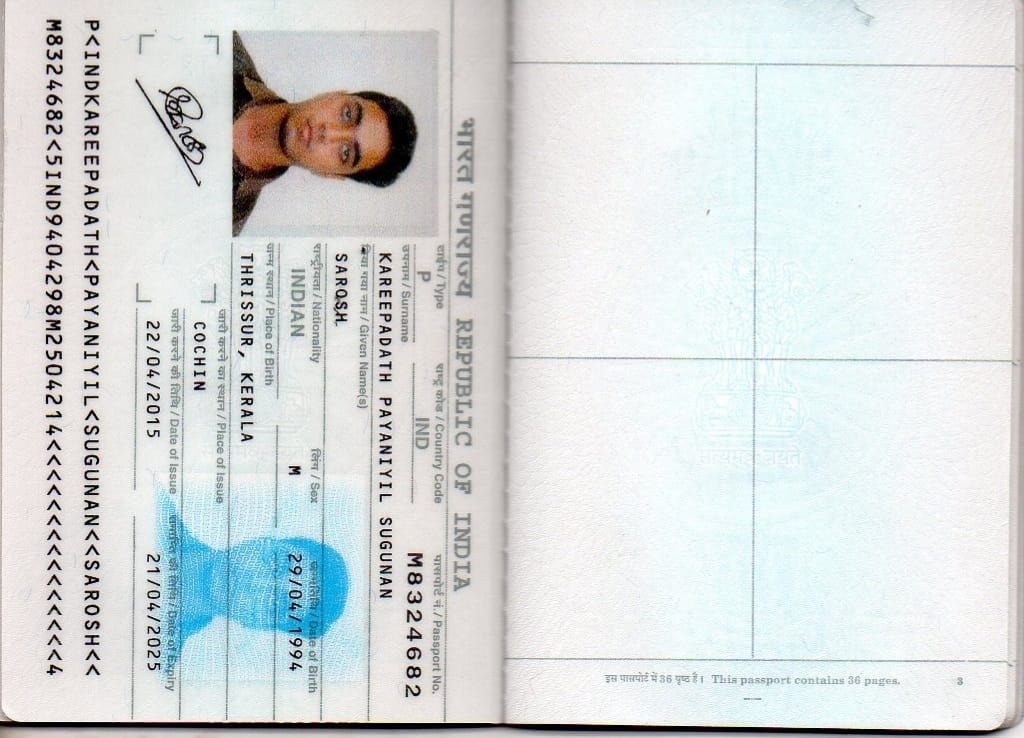 भारत गणराज्य REPUBLIC OF INDIA
टाईप / Type
राष्ट्र कोड / Country Code
पासपोर्ट नं. / Passport No.
P
IND
M8324682
उपनाम / Surname
KAREEPADATH PAYANIYIL SUGUNAN
दिया गया नाम / Given Name(s)
SAROSH
राष्ट्रीयता / Nationality
लिंग / Sex
जन्मतिथि / Date of Birth
INDIAN
M
29/04/1994
जन्म स्थान / Place of Birth
THRISSUR, KERALA
जारी करने का स्थान / Place of Issue
COCHIN
जारी करने की तिथि / Date of Issue
समाप्ति की तिथि / Date of Expiry
22/04/2015
21/04/2025
P<INDKAREEPADATH<PAYANIYIL<SUGUNAN<<SAROSH<<
M8324682<5IND9404298M2504214<<<<<<<<<<<<<<<4
सत्यमेव जयते
इस पासपोर्ट में 36 पृष्ठ हैं। This passport contains 36 pages.
3